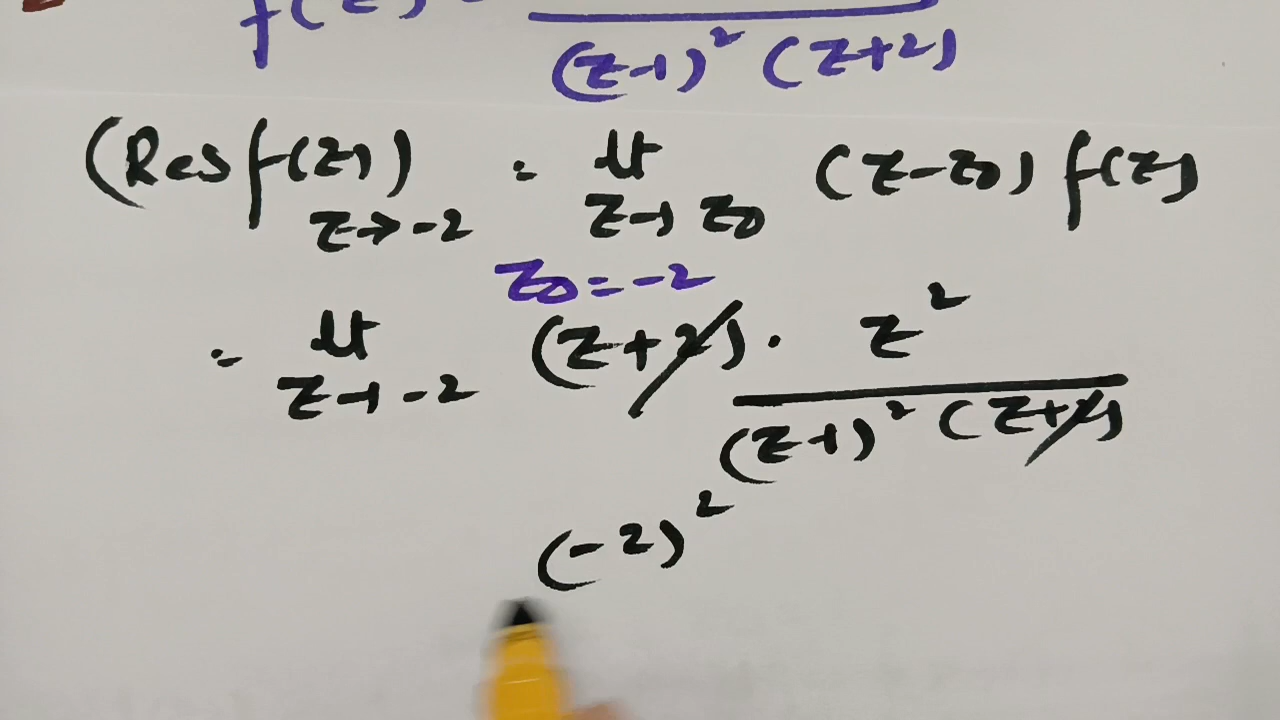 f(z)
(z-1)² (z+2)
(Res f(z)) z→-2 = lt z→z0 (z-z0) f(z)
z0 = -2
= lt z→-2 (z+2) · z² / (z-1)² (z+2)
(-2)²